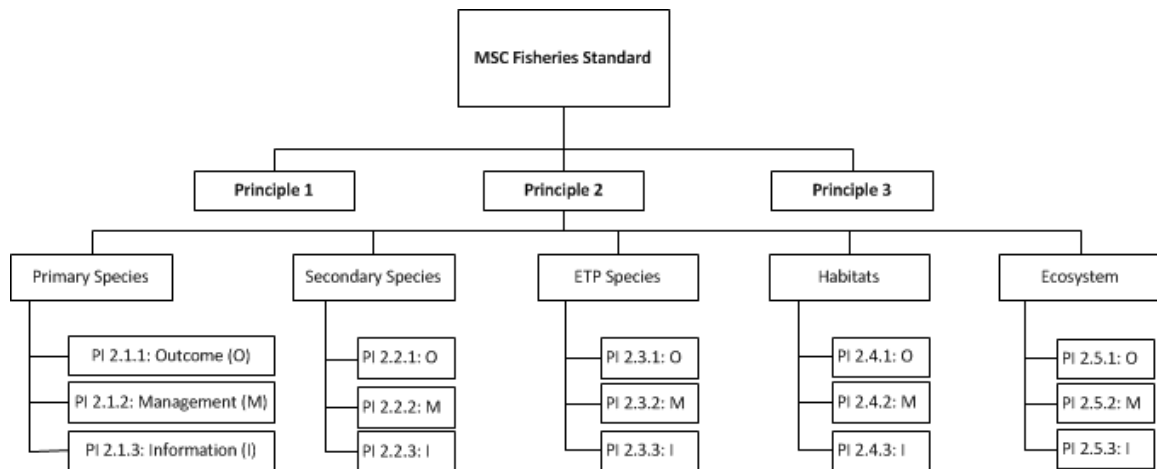 MSC Fisheries Standard
Principle 1
Principle 2
Principle 3
Primary Species
Secondary Species
ETP Species
Habitats
Ecosystem
PI 2.1.1: Outcome (O)
PI 2.1.2: Management (M)
PI 2.1.3: Information (I)
PI 2.2.1: O
PI 2.2.2: M
PI 2.2.3: I
PI 2.3.1: O
PI 2.3.2: M
PI 2.3.3: I
PI 2.4.1: O
PI 2.4.2: M
PI 2.4.3: I
PI 2.5.1: O
PI 2.5.2: M
PI 2.5.3: I